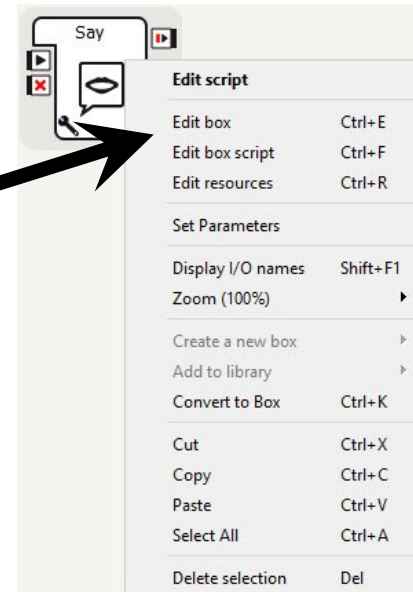 Say
Edit script
Edit box Ctrl+E
Edit box script Ctrl+F
Edit resources Ctrl+R
Set Parameters
Display I/O names Shift+F1
Zoom (100%)
Create a new box
Add to library
Convert to Box Ctrl+K
Cut Ctrl+X
Copy Ctrl+C
Paste Ctrl+V
Select All Ctrl+A
Delete selection Del